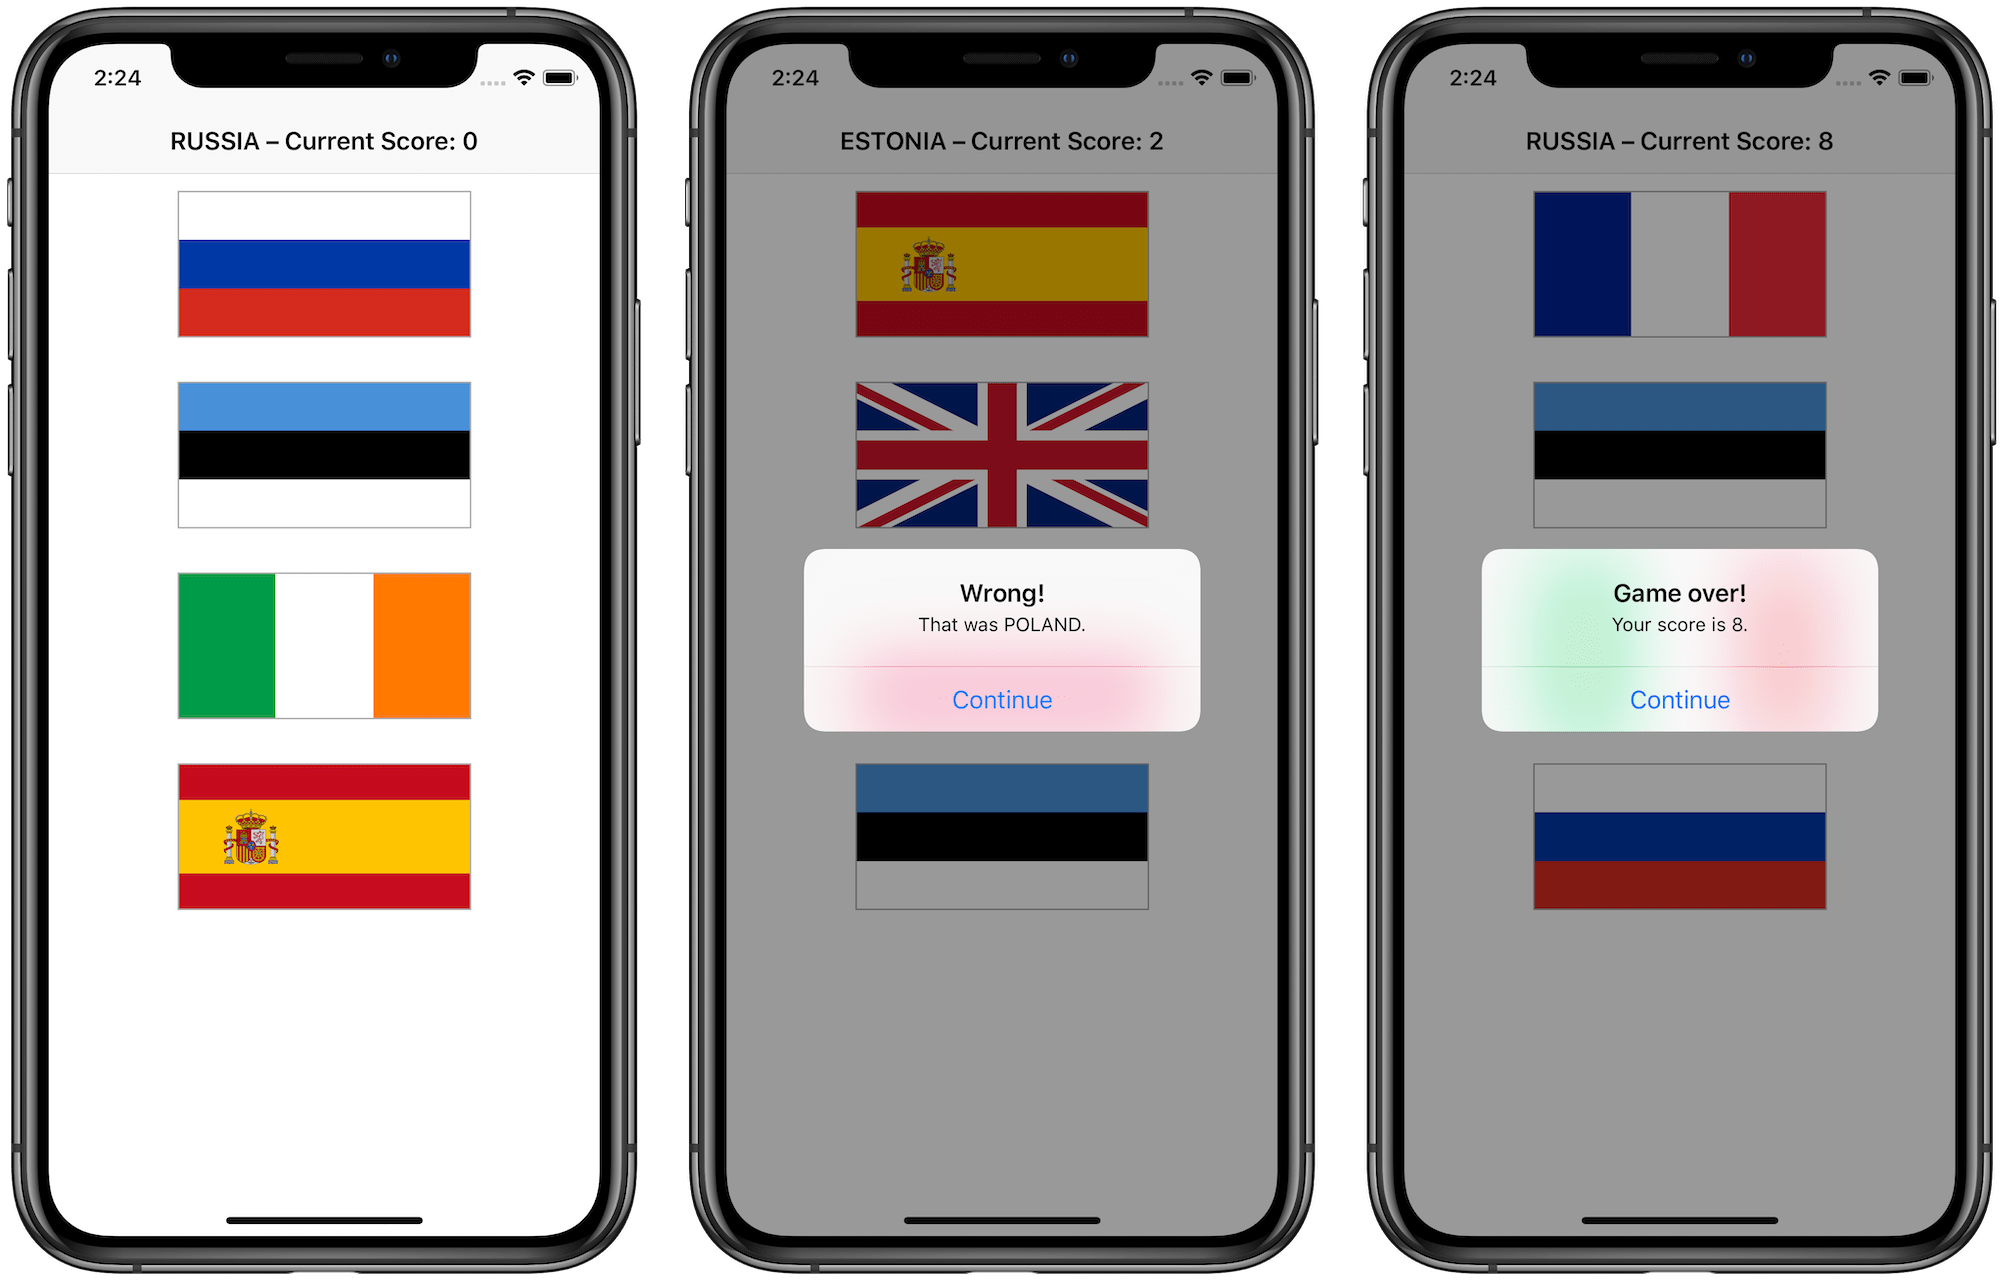 2:24
RUSSIA – Current Score: 0
2:24
ESTONIA – Current Score: 2
Wrong!
That was POLAND.
Continue
2:24
RUSSIA – Current Score: 8
Game over!
Your score is 8.
Continue